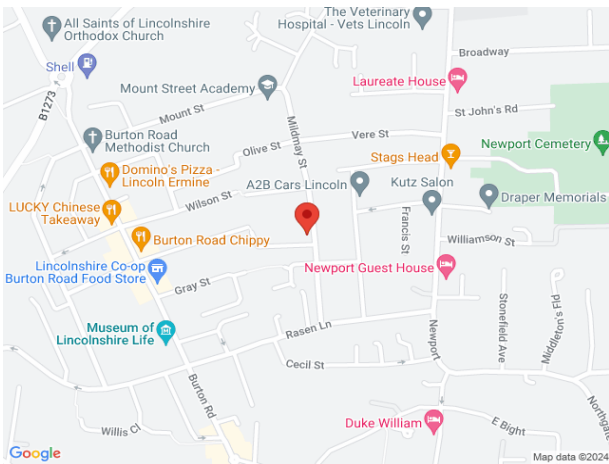 All Saints of Lincolnshire
Orthodox Church
The Veterinary
Hospital - Vets Lincoln
Broadway
Shell
Mount Street Academy
Laureate House
B1273
Mount St
Mildmay St
St John's Rd
Burton Road
Methodist Church
Olive St
Vere St
Newport Cemetery
Stags Head
Domino's Pizza -
Lincoln Ermine
A2B Cars Lincoln
Kutz Salon
Draper Memorials
LUCKY Chinese
Takeaway
Wilson St
Francis St
Burton Road Chippy
Williamson St
Lincolnshire Co-op
Burton Road Food Store
Gray St
Newport Guest House
Museum of
Lincolnshire Life
Rasen Ln
Newport
Stonefield Ave
Middleton's Fld
Cecil St
Burton Rd
Northgate
Willis Cl
Duke William
E Bight
Google
Map data ©2024